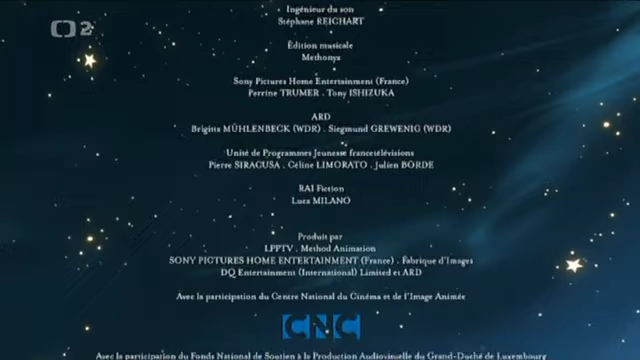 Ingénieur du son
Stéphane REICHART
C 2
Édition musicale
Methonys
Sony Pictures Home Entertainment (France)
Perrine TRUMER . Tony ISHIZUKA
ARD
Brigitta MÜHLENBECK (WDR) . Siegmund GREWENIG (WDR)
Unité de Programmes Jeunesse francetélévisions
Pierre SIRACUSA . Céline LIMORATO . Julien BORDE
RAI Fiction
Luca MILANO
Produit par
LPPTV . Method Animation
SONY PICTURES HOME ENTERTAINMENT (France) . Fabrique d'Images
DQ Entertainment (International) Limited et ARD
Avec la participation du Centre National du Cinéma et de l'Image Animée
CNC
Avec la participation du Fonds National de Soutien à la Production Audiovisuelle du Grand-Duché de Luxembourg